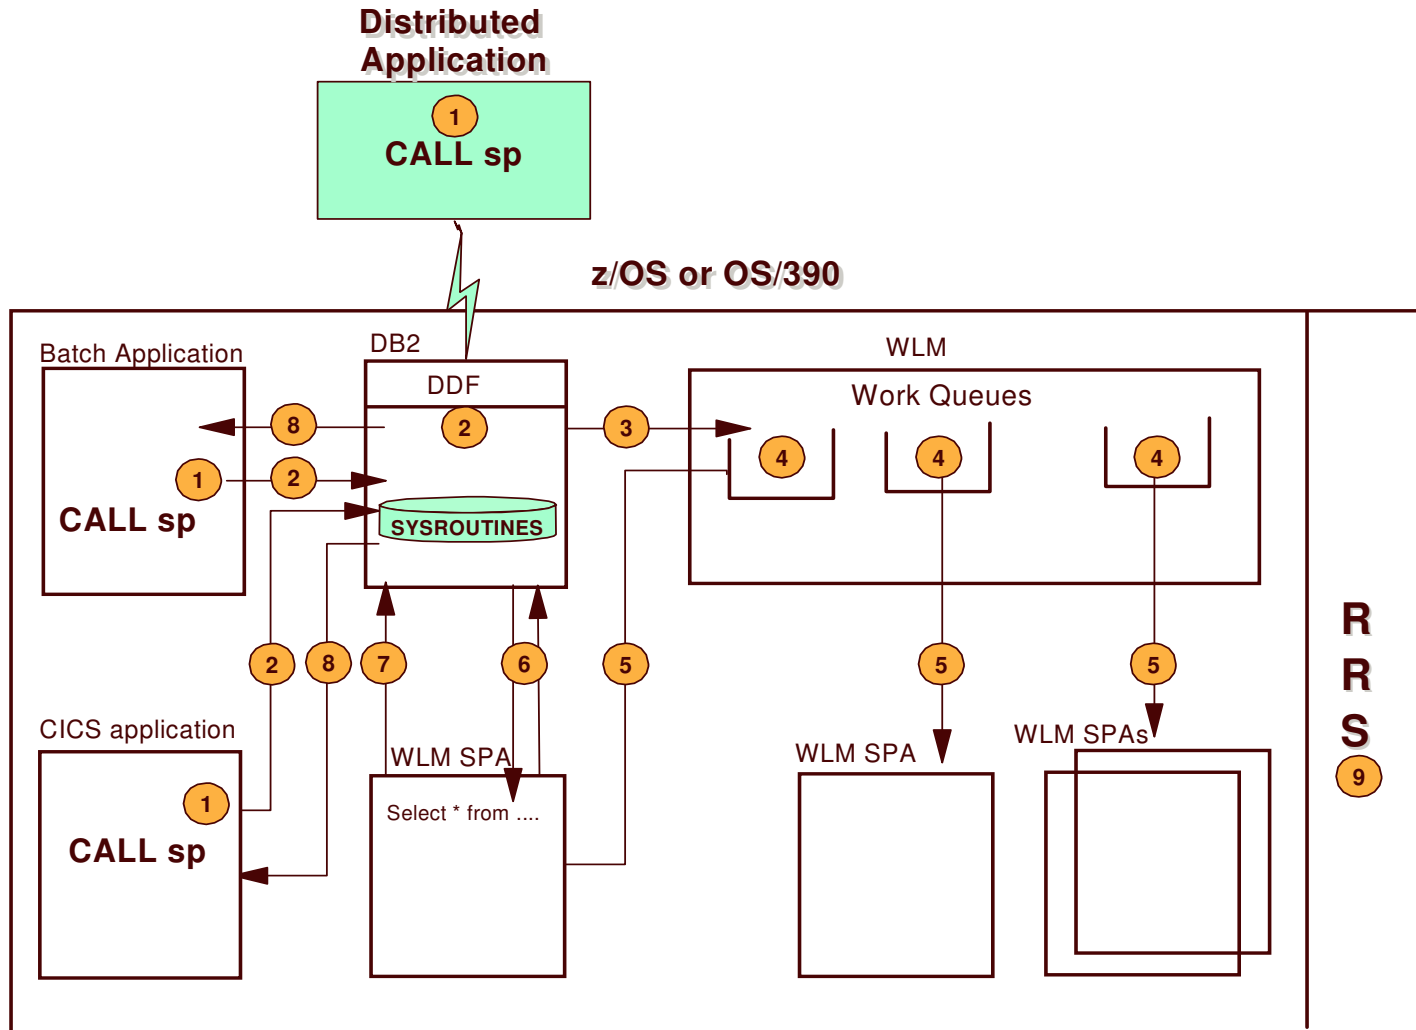 Distributed
Application
1
CALL sp
z/OS or OS/390
DB2
WLM
Batch Application
DDF
Work Queues
8
2
3
4
4
4
1
2
CALL sp
SYSROUTINES
R
R
S
9
2
8
7
6
5
5
5
CICS application
WLM SPA
WLM SPA
WLM SPAs
1
CALL sp
Select * from ....